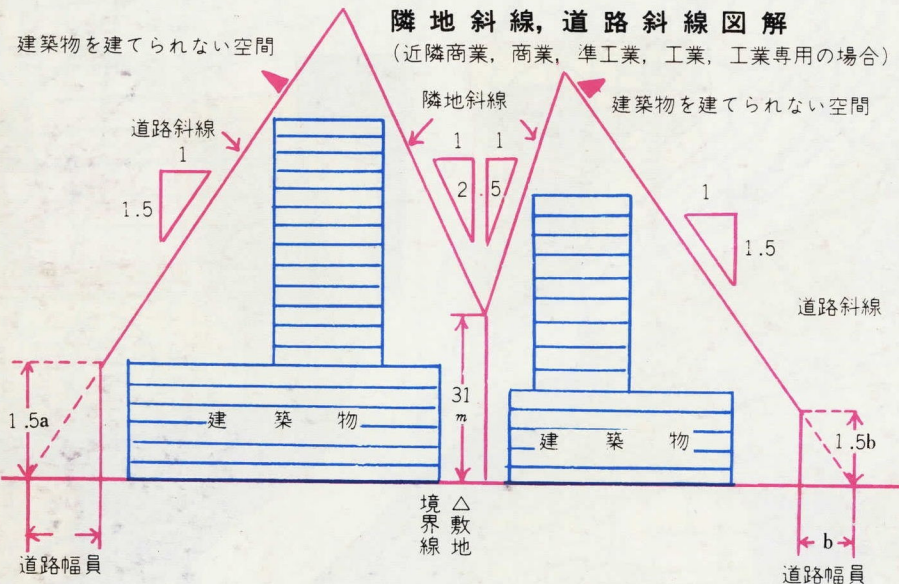 隣地斜線，道路斜線図解
（近隣商業，商業，準工業，工業，工業専用の場合）
建築物を建てられない空間
道路斜線
1
1.5
隣地斜線
1 1
2.5
建築物を建てられない空間
1
1.5
道路斜線
1.5a
建築物
31
m
建築物
1.5b
道路幅員
△敷地
境界線
b
道路幅員